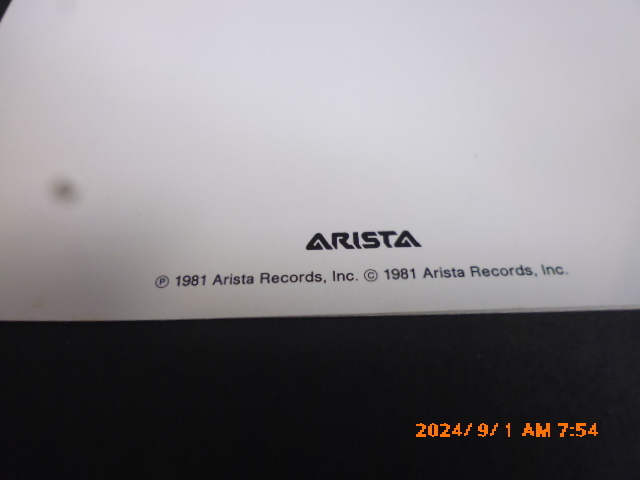 ARISTA
℗ 1981 Arista Records, Inc. © 1981 Arista Records, Inc.
2024/ 9/ 1 AM 7:54